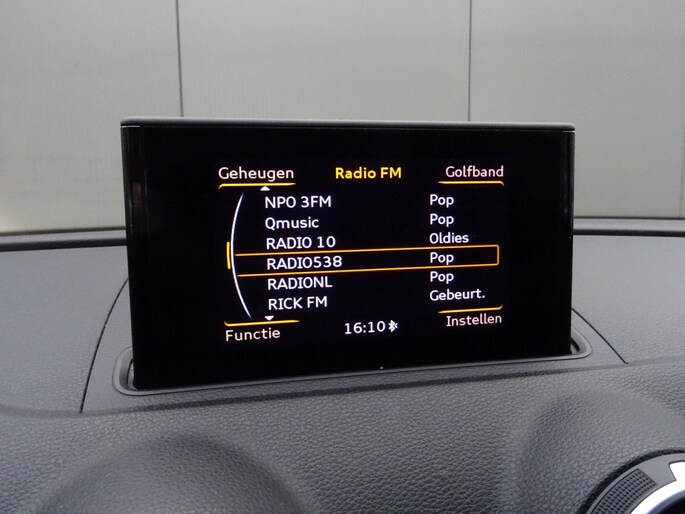 Geheugen Radio FM Golfband
NPO 3FM Pop
Qmusic Pop
RADIO 10 Oldies
RADIO538 Pop
RADIONL Pop
RICK FM Gebeurt.
Functie 16:10 Instellen